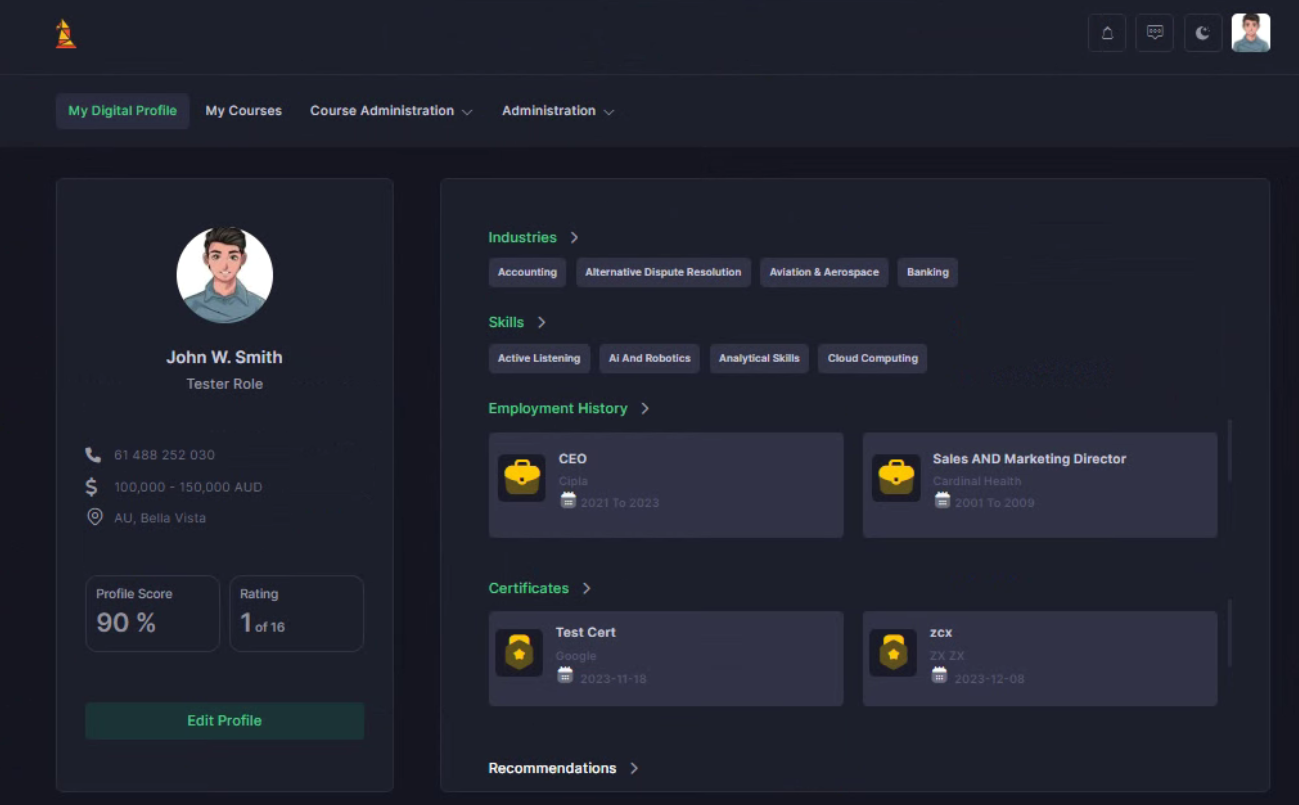 My Digital Profile My Courses Course Administration Administration
John W. Smith
Tester Role
61 488 252 030
100,000 - 150,000 AUD
AU, Bella Vista
Profile Score
90 %
Rating
1 of 16
Edit Profile
Industries
Accounting Alternative Dispute Resolution Aviation & Aerospace Banking
Skills
Active Listening Ai And Robotics Analytical Skills Cloud Computing
Employment History
CEO
Cipla
2021 To 2023
Sales AND Marketing Director
Cardinal Health
2001 To 2009
Certificates
Test Cert
Google
2023-11-18
zcx
ZX ZX
2023-12-08
Recommendations